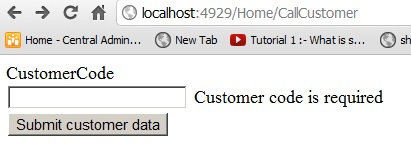 localhost:4929/Home/CallCustomer
Home - Central Admin... New Tab Tutorial 1 :- What is s... sh
CustomerCode
Customer code is required
Submit customer data